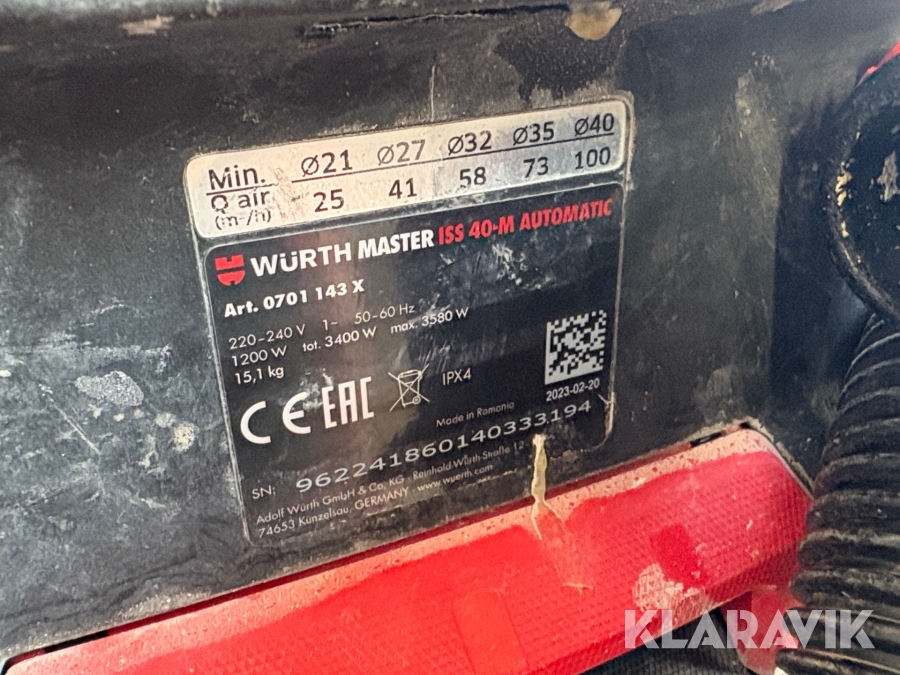 Min. Ø21 Ø27 Ø32 Ø35 Ø40
Q air (m³/h) 25 41 58 73 100
WÜRTH MASTER ISS 40-M AUTOMATIC
Art. 0701 143 X
220-240 V 1~ 50-60 Hz
1200 W tot. 3400 W max. 3580 W
15,1 kg
IPX4
CE EAC
2023-02-20
Made in Romania
SN: 962241860140333194
Adolf Würth GmbH & Co. KG · Reinhold-Würth-Straße 12
74653 Künzelsau, GERMANY · www.wuerth.com
KLARAVIK